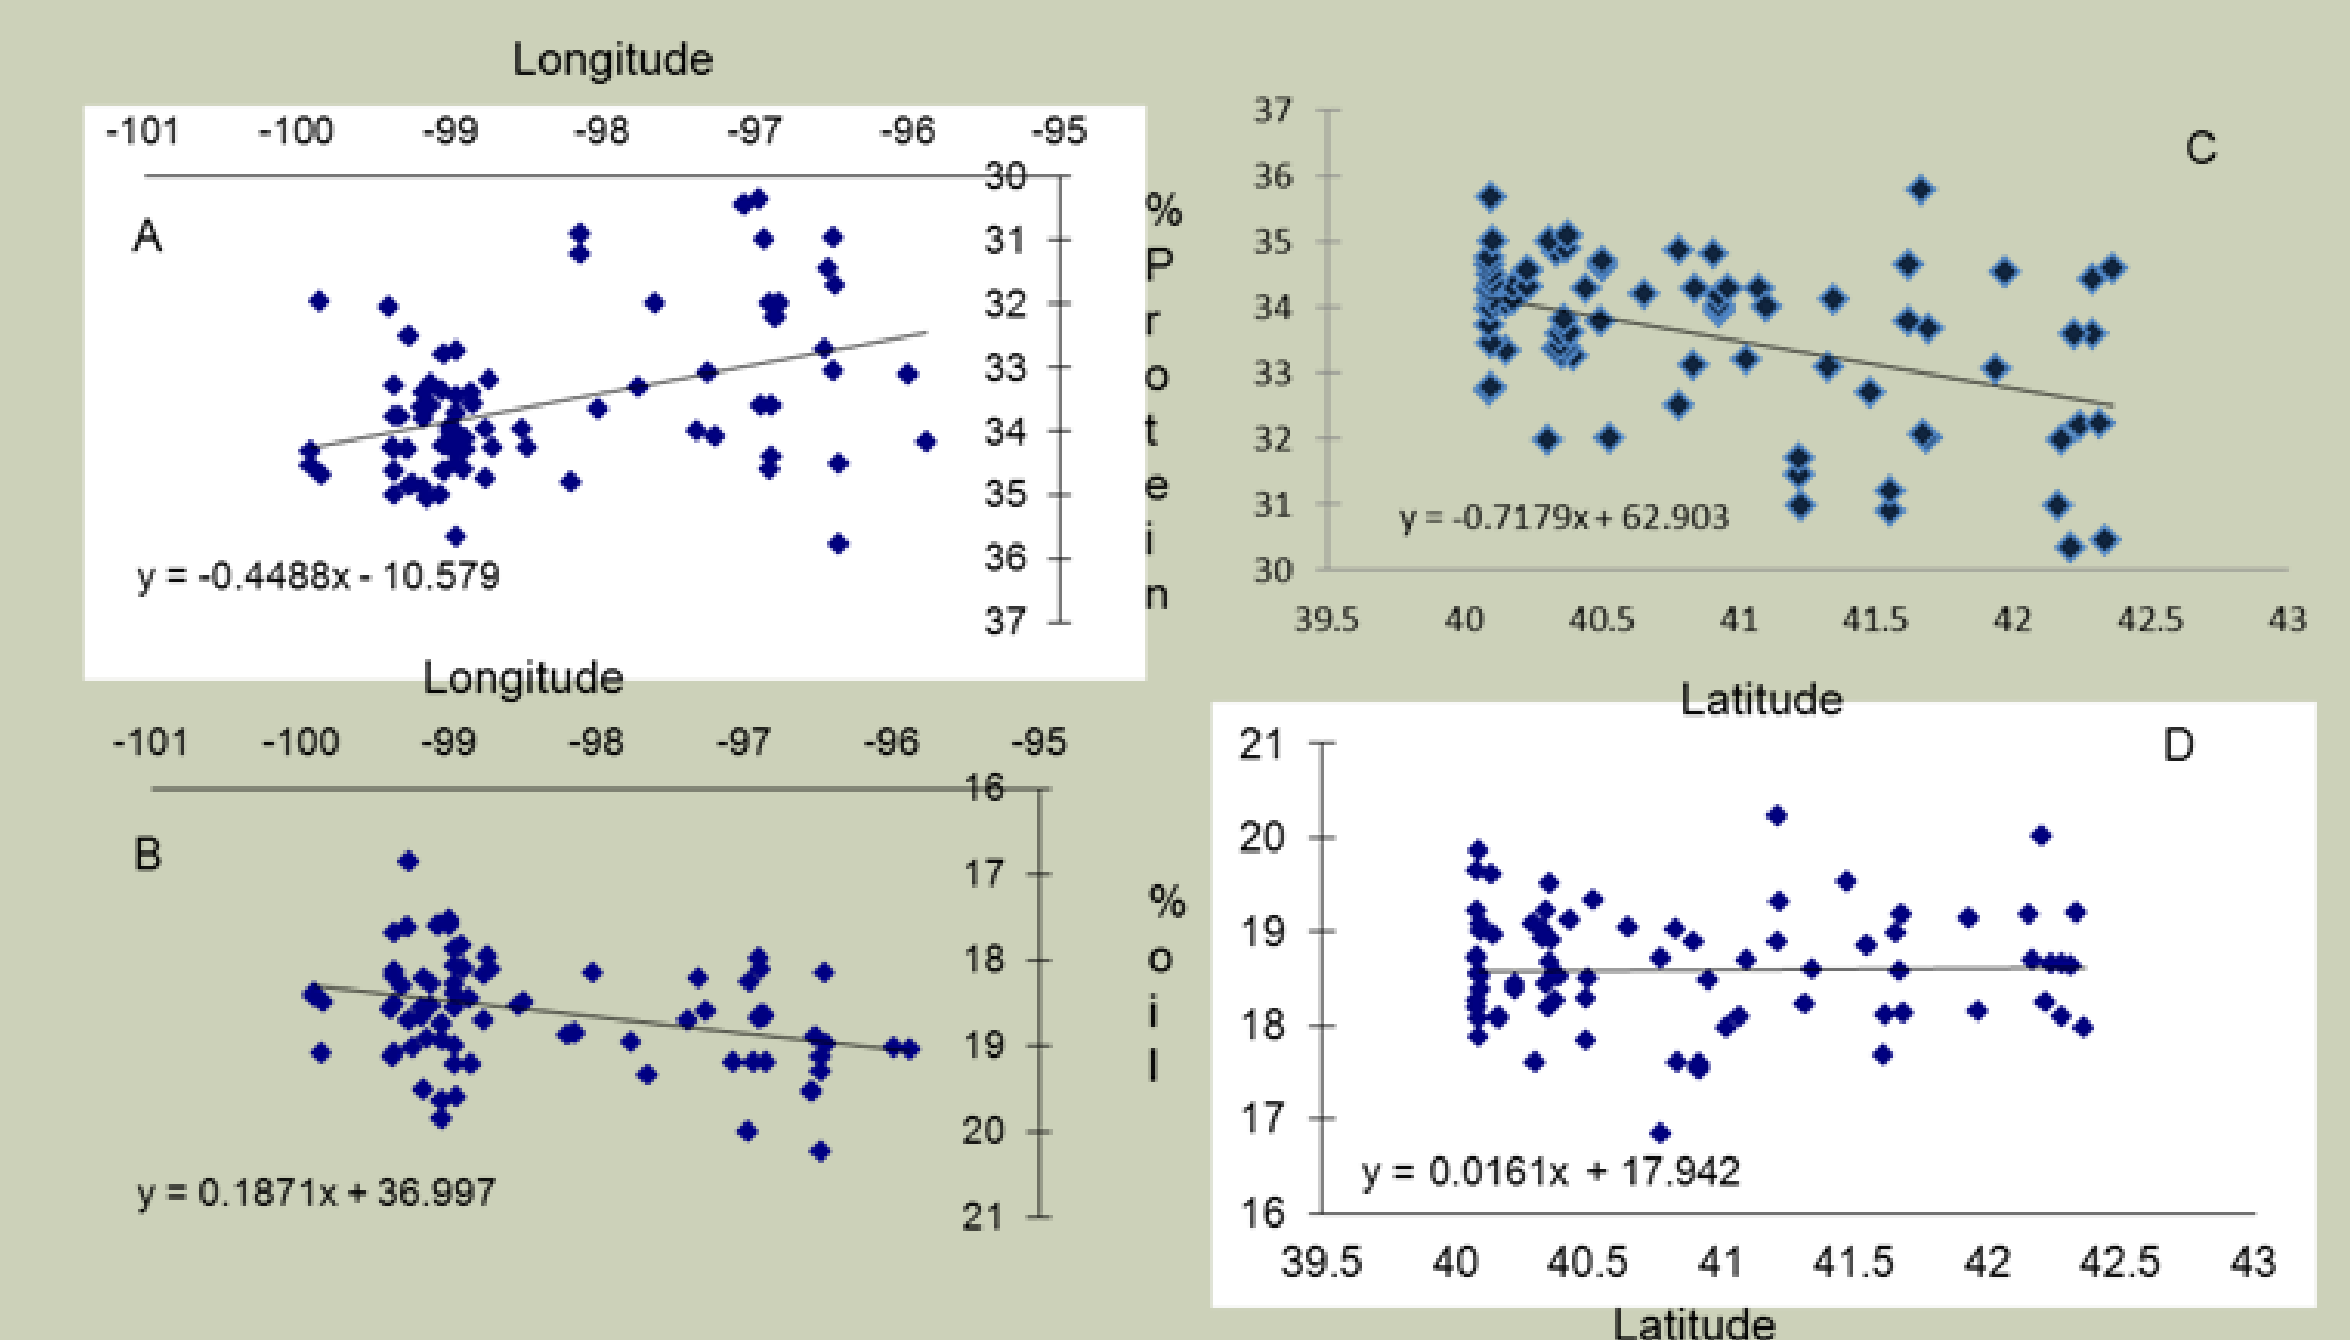 Longitude
-101 -100 -99 -98 -97 -96 -95
30
31
32
33
34
35
36
37
A
y = -0.4488x - 10.579
% Protein
37
36
35
34
33
32
31
30
C
y = -0.7179x + 62.903
39.5 40 40.5 41 41.5 42 42.5 43
Latitude
Longitude
-101 -100 -99 -98 -97 -96 -95
16
17
18
19
20
21
B
y = 0.1871x + 36.997
% oil
21
20
19
18
17
16
D
y = 0.0161x + 17.942
39.5 40 40.5 41 41.5 42 42.5 43
Latitude